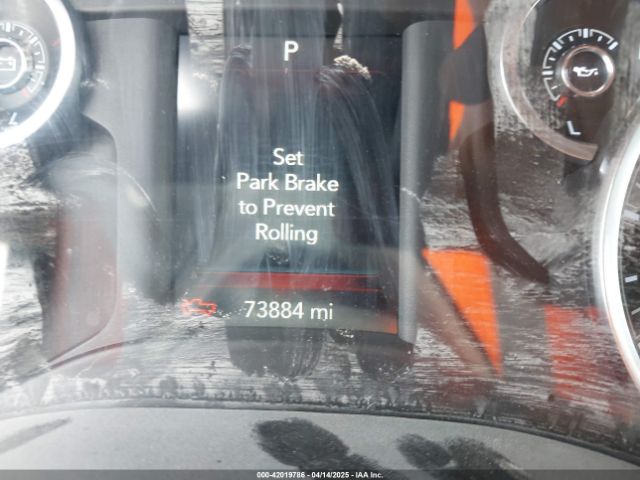 P
Set
Park Brake
to Prevent
Rolling
73884 mi
L
L
000-42019786 - 04/14/2025 - IAA Inc.